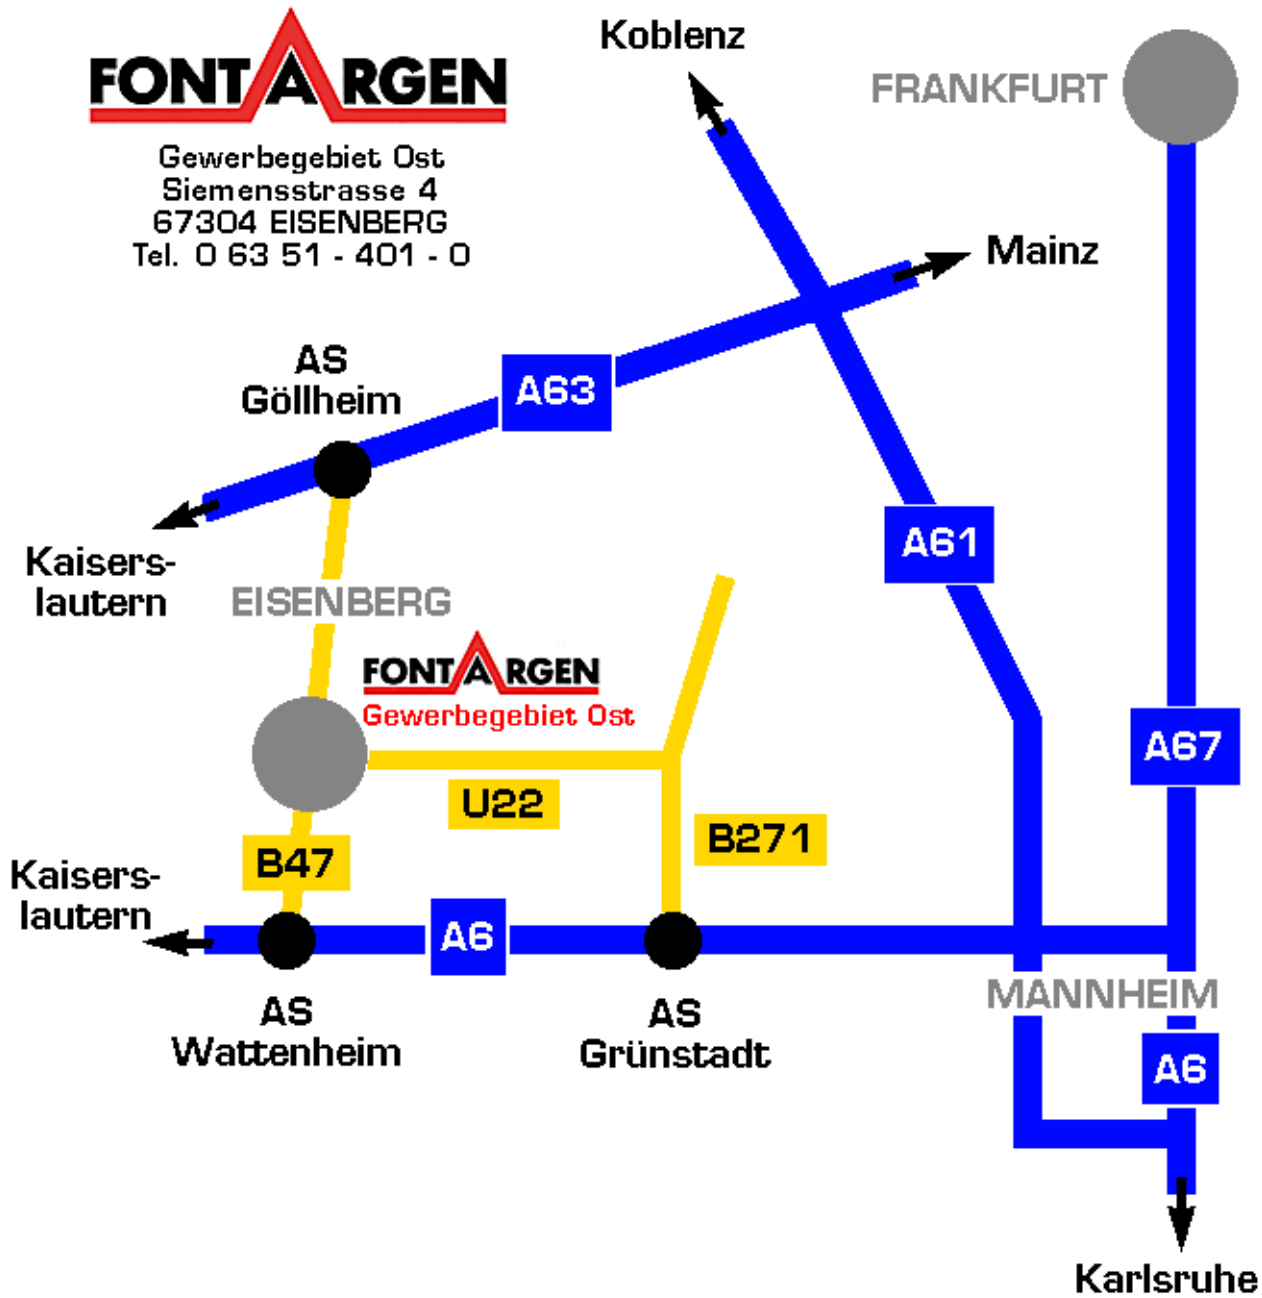 FONTARGEN
Gewerbegebiet Ost
Siemensstrasse 4
67304 EISENBERG
Tel. 0 63 51 - 401 - 0
Koblenz
FRANKFURT
Mainz
AS
Göllheim
A63
Kaisers-
lautern
EISENBERG
A61
FONTARGEN
Gewerbegebiet Ost
A67
U22
B271
B47
Kaisers-
lautern
A6
MANNHEIM
AS
Wattenheim
AS
Grünstadt
A6
Karlsruhe